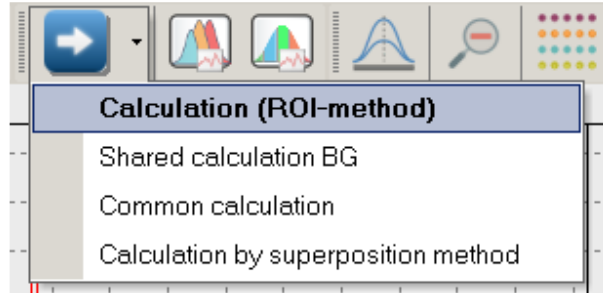 Calculation (ROI-method)
Shared calculation BG
Common calculation
Calculation by superposition method